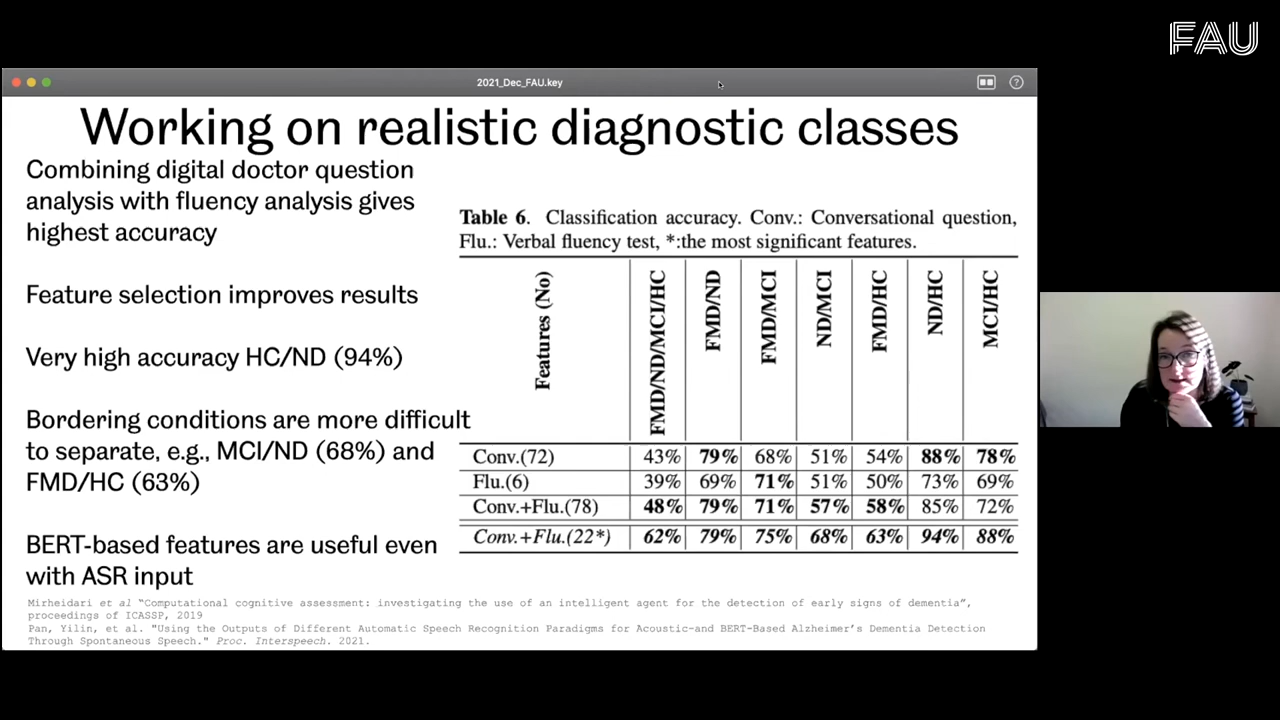 FAU
2021_Dec_FAU.key
Working on realistic diagnostic classes
Combining digital doctor question
analysis with fluency analysis gives
highest accuracy
Feature selection improves results
Very high accuracy HC/ND (94%)
Bordering conditions are more difficult
to separate, e.g., MCI/ND (68%) and
FMD/HC (63%)
BERT-based features are useful even
with ASR input
Table 6. Classification accuracy. Conv.: Conversational question,
Flu.: Verbal fluency test, *:the most significant features.
Features (No) FMD/ND/MCI/HC FMD/ND FMD/MCI ND/MCI FMD/HC ND/HC MCI/HC
Conv.(72) 43% 79% 68% 51% 54% 88% 78%
Flu.(6) 39% 69% 71% 51% 50% 73% 69%
Conv.+Flu.(78) 48% 79% 71% 57% 58% 85% 72%
Conv.+Flu.(22*) 62% 79% 75% 68% 63% 94% 88%
Mirheidari et al “Computational cognitive assessment: investigating the use of an intelligent agent for the detection of early signs of dementia”,
proceedings of ICASSP, 2019
Pan, Yilin, et al. "Using the Outputs of Different Automatic Speech Recognition Paradigms for Acoustic-and BERT-Based Alzheimer’s Dementia Detection
Through Spontaneous Speech." Proc. Interspeech. 2021.